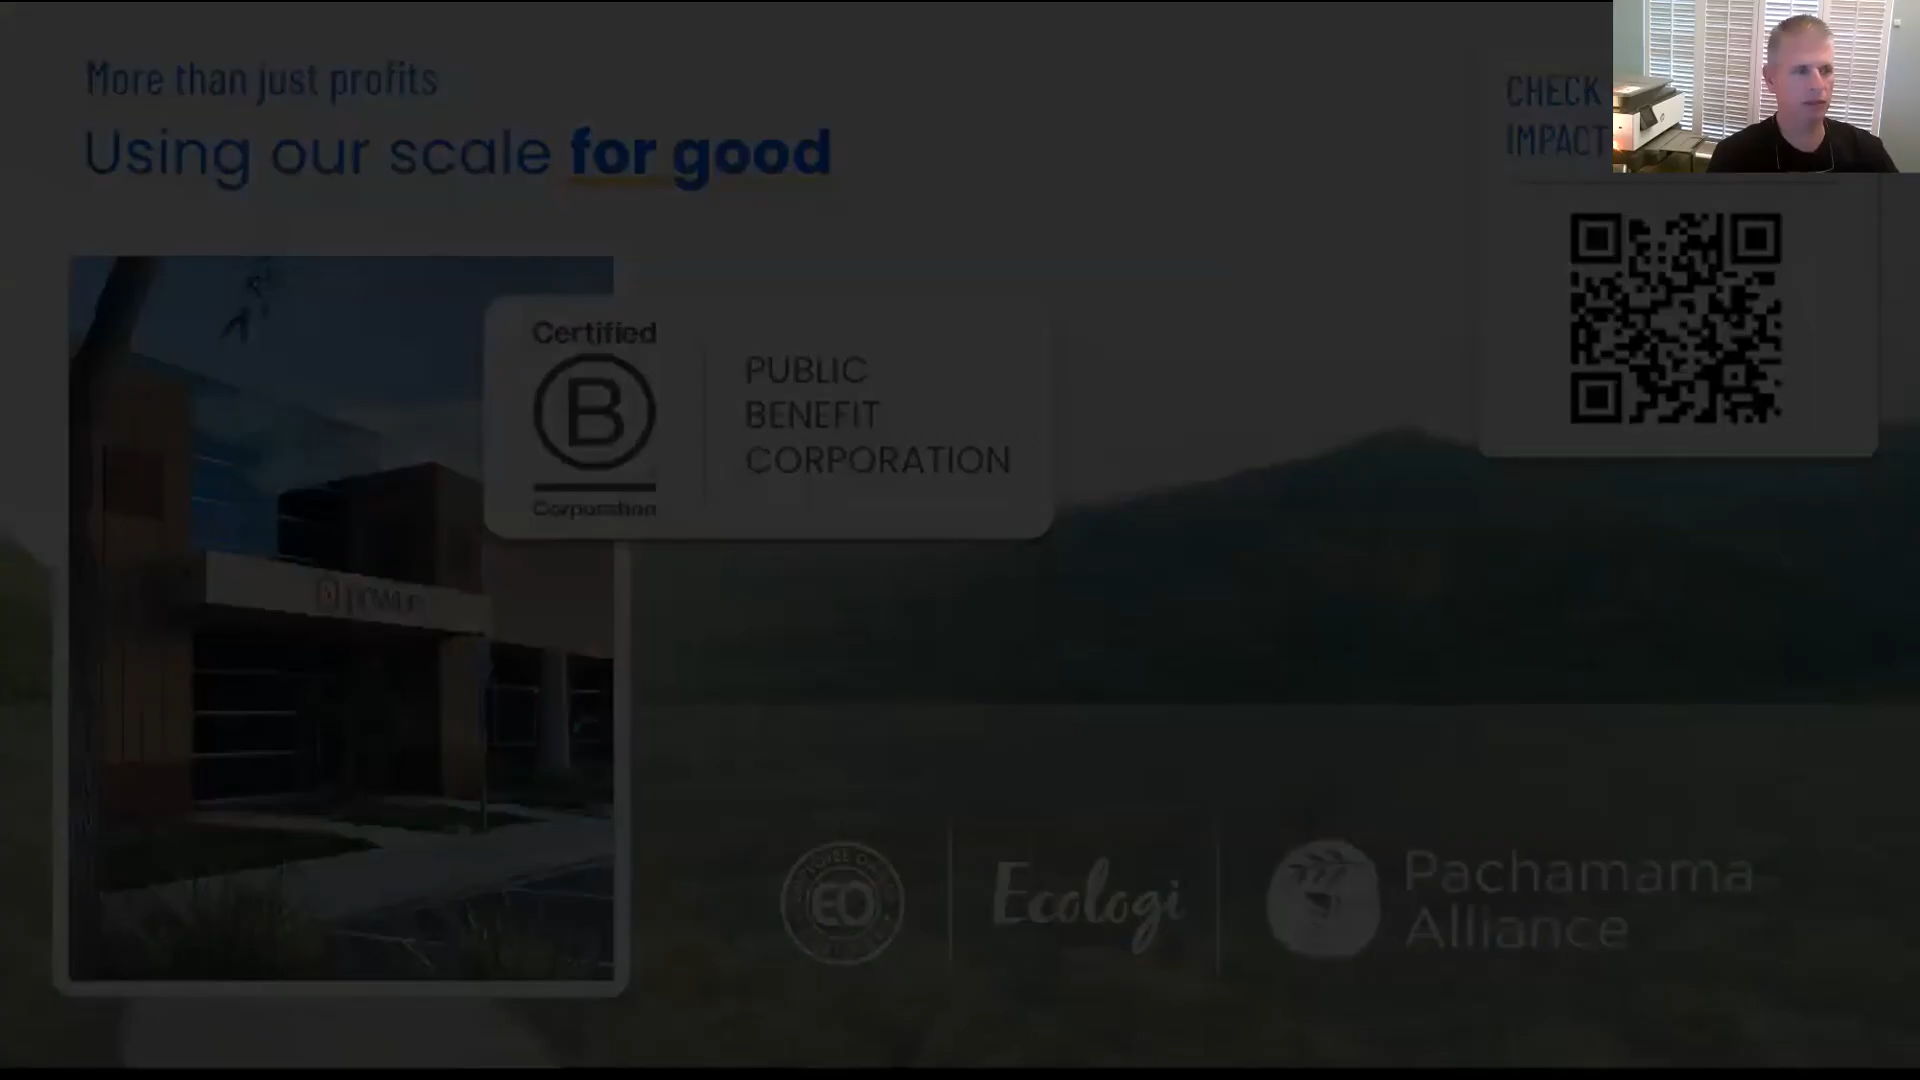 More than just profits
Using our scale for good
CHECK
IMPACT
Certified
B
Corporation
PUBLIC
BENEFIT
CORPORATION
EO
Ecologi
Pachamama
Alliance